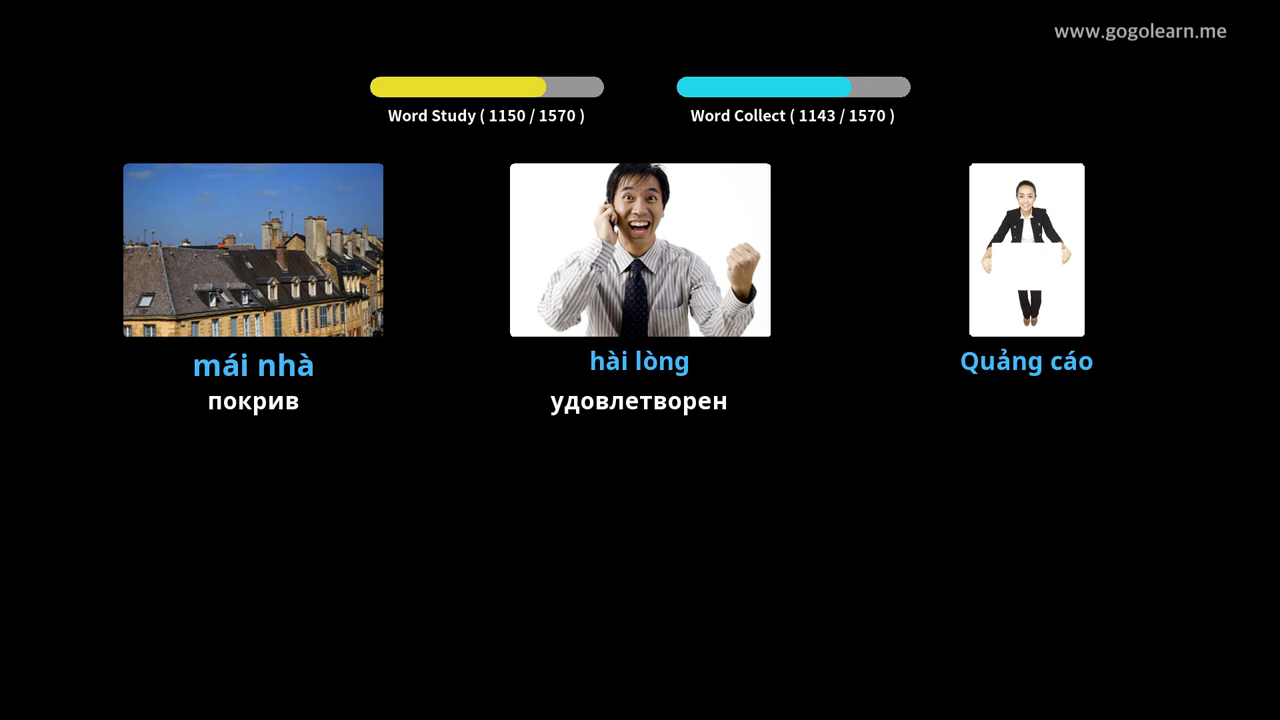 www.gogolearn.me
Word Study ( 1150 / 1570 )
Word Collect ( 1143 / 1570 )
mái nhà
покрив
hài lòng
удовлетворен
Quảng cáo